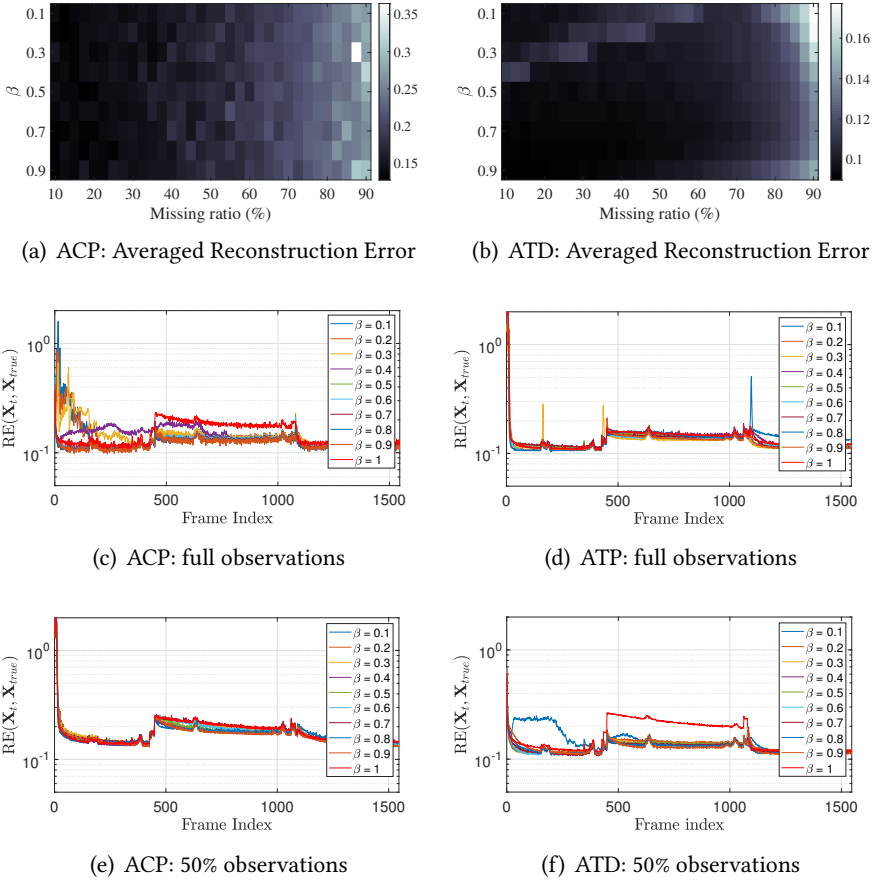 0.1
0.3
0.5
0.7
0.9
β
10 20 30 40 50 60 70 80 90
Missing ratio (%)
0.35
0.3
0.25
0.2
0.15
(a) ACP: Averaged Reconstruction Error
0.1
0.3
0.5
0.7
0.9
β
10 20 30 40 50 60 70 80 90
Missing ratio (%)
0.16
0.14
0.12
0.1
(b) ATD: Averaged Reconstruction Error
RE(X_t, X_true)
10^0
10^-1
0 500 1000 1500
Frame Index
β = 0.1
β = 0.2
β = 0.3
β = 0.4
β = 0.5
β = 0.6
β = 0.7
β = 0.8
β = 0.9
β = 1
(c) ACP: full observations
RE(X_t, X_true)
10^0
10^-1
0 500 1000 1500
Frame Index
β = 0.1
β = 0.2
β = 0.3
β = 0.4
β = 0.5
β = 0.6
β = 0.7
β = 0.8
β = 0.9
β = 1
(d) ATP: full observations
RE(X_t, X_true)
10^0
10^-1
0 500 1000 1500
Frame Index
β = 0.1
β = 0.2
β = 0.3
β = 0.4
β = 0.5
β = 0.6
β = 0.7
β = 0.8
β = 0.9
β = 1
(e) ACP: 50% observations
RE(X_t, X_true)
10^0
10^-1
0 500 1000 1500
Frame index
β = 0.1
β = 0.2
β = 0.3
β = 0.4
β = 0.5
β = 0.6
β = 0.7
β = 0.8
β = 0.9
β = 1
(f) ATD: 50% observations